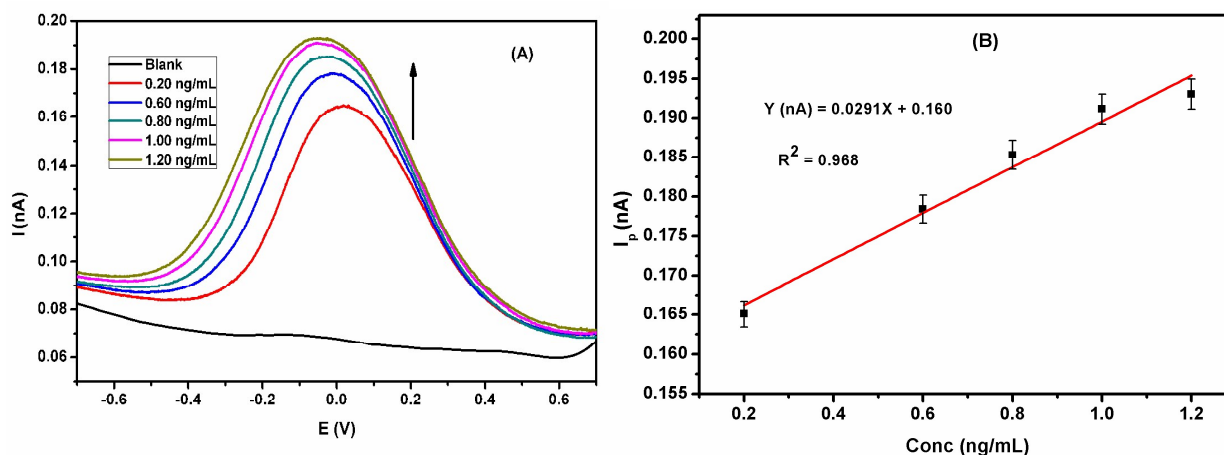 (A)
Blank
0.20 ng/mL
0.60 ng/mL
0.80 ng/mL
1.00 ng/mL
1.20 ng/mL
0.20
0.18
0.16
0.14
0.12
0.10
0.08
0.06
I (nA)
-0.6 -0.4 -0.2 0.0 0.2 0.4 0.6
E (V)
(B)
Y (nA) = 0.0291X + 0.160
R² = 0.968
0.200
0.195
0.190
0.185
0.180
0.175
0.170
0.165
0.160
0.155
Ip (nA)
0.2 0.4 0.6 0.8 1.0 1.2
Conc (ng/mL)